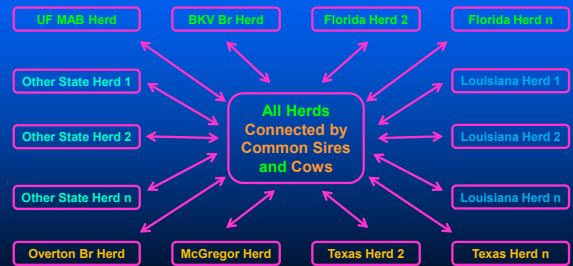 UF MAB Herd
BKV Br Herd
Florida Herd 2
Florida Herd n
Other State Herd 1
Louisiana Herd 1
All Herds
Connected by
Common Sires
and Cows
Other State Herd 2
Louisiana Herd 2
Other State Herd n
Louisiana Herd n
Overton Br Herd
McGregor Herd
Texas Herd 2
Texas Herd n